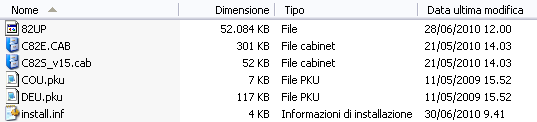 Nome Dimensione Tipo Data ultima modifica
82UP 52.084 KB File 28/06/2010 12.00
C82E.CAB 301 KB File cabinet 21/05/2010 14.03
C82S_v15.cab 52 KB File cabinet 21/05/2010 14.03
COU.pku 7 KB File PKU 11/05/2009 15.52
DEU.pku 117 KB File PKU 11/05/2009 15.52
install.inf 4 KB Informazioni di installazione 30/06/2010 9.41